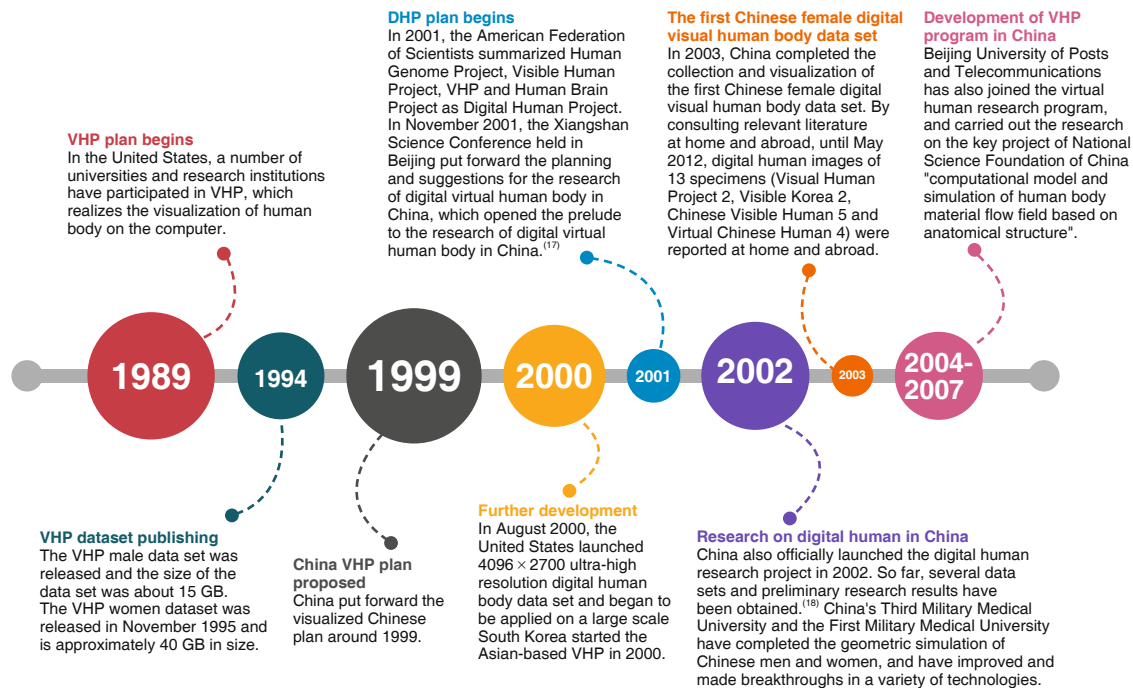 VHP plan begins
In the United States, a number of
universities and research institutions
have participated in VHP, which
realizes the visualization of human
body on the computer.
DHP plan begins
In 2001, the American Federation
of Scientists summarized Human
Genome Project, Visible Human
Project, VHP and Human Brain
Project as Digital Human Project.
In November 2001, the Xiangshan
Science Conference held in
Beijing put forward the planning
and suggestions for the research
of digital virtual human body in
China, which opened the prelude
to the research of digital virtual
human body in China.(17)
The first Chinese female digital
visual human body data set
In 2003, China completed the
collection and visualization of
the first Chinese female digital
visual human body data set. By
consulting relevant literature
at home and abroad, until May
2012, digital human images of
13 specimens (Visual Human
Project 2, Visible Korea 2,
Chinese Visible Human 5 and
Virtual Chinese Human 4) were
reported at home and abroad.
Development of VHP
program in China
Beijing University of Posts
and Telecommunications
has also joined the virtual
human research program,
and carried out the research
on the key project of National
Science Foundation of China
"computational model and
simulation of human body
material flow field based on
anatomical structure".
1989
1994
1999
2000
2001
2002
2003
2004-
2007
VHP dataset publishing
The VHP male data set was
released and the size of the
data set was about 15 GB.
The VHP women dataset was
released in November 1995 and
is approximately 40 GB in size.
China VHP plan
proposed
China put forward the
visualized Chinese
plan around 1999.
Further development
In August 2000, the
United States launched
4096 × 2700 ultra-high
resolution digital human
body data set and began to
be applied on a large scale
South Korea started the
Asian-based VHP in 2000.
Research on digital human in China
China also officially launched the digital human
research project in 2002. So far, several data
sets and preliminary research results have
been obtained.(18) China's Third Military Medical
University and the First Military Medical University
have completed the geometric simulation of
Chinese men and women, and have improved and
made breakthroughs in a variety of technologies.